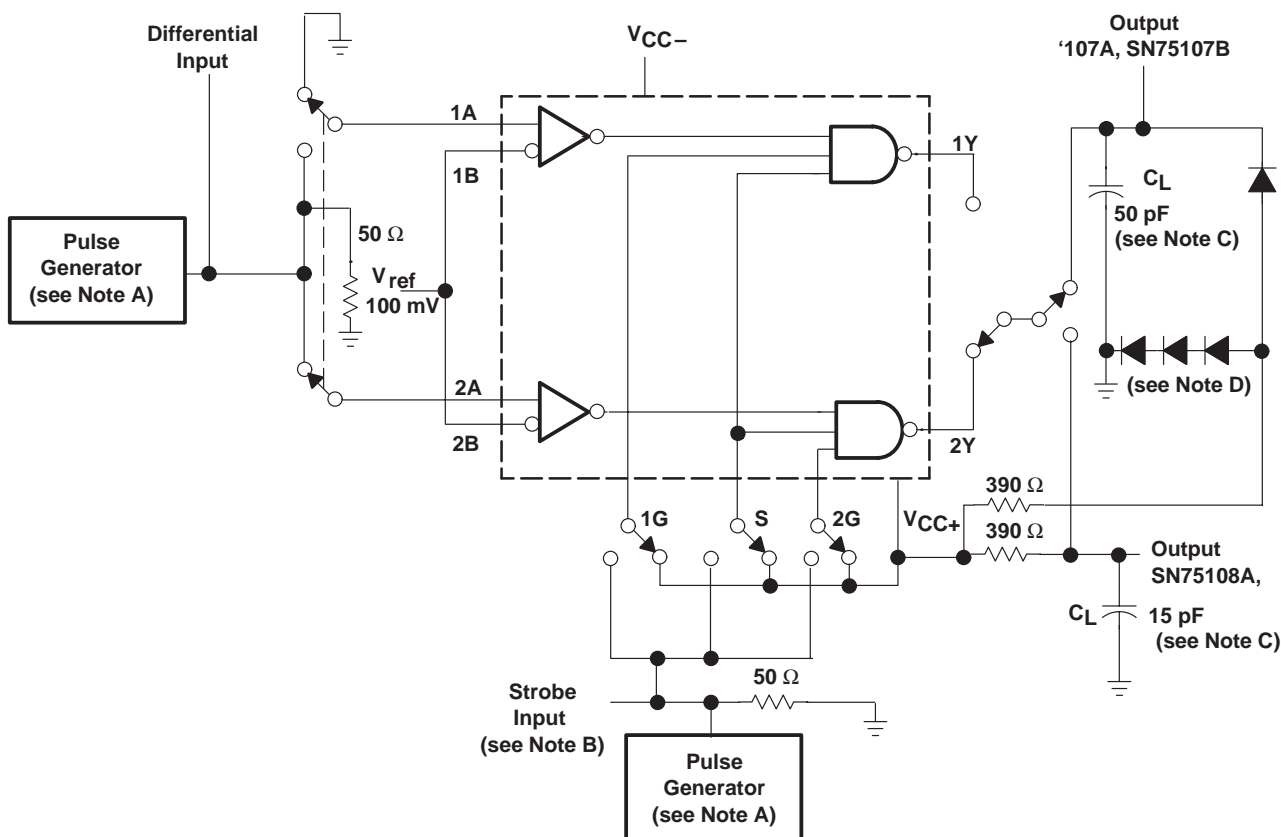 Differential
Input
VCC–
Output
‘107A, SN75107B
1A
1B
1Y
CL
50 pF
(see Note C)
Pulse
Generator
(see Note A)
50 Ω
Vref
100 mV
2A
2B
2Y
(see Note D)
1G
S
2G
VCC+
390 Ω
390 Ω
Output
SN75108A,
CL
15 pF
(see Note C)
Strobe
Input
(see Note B)
50 Ω
Pulse
Generator
(see Note A)